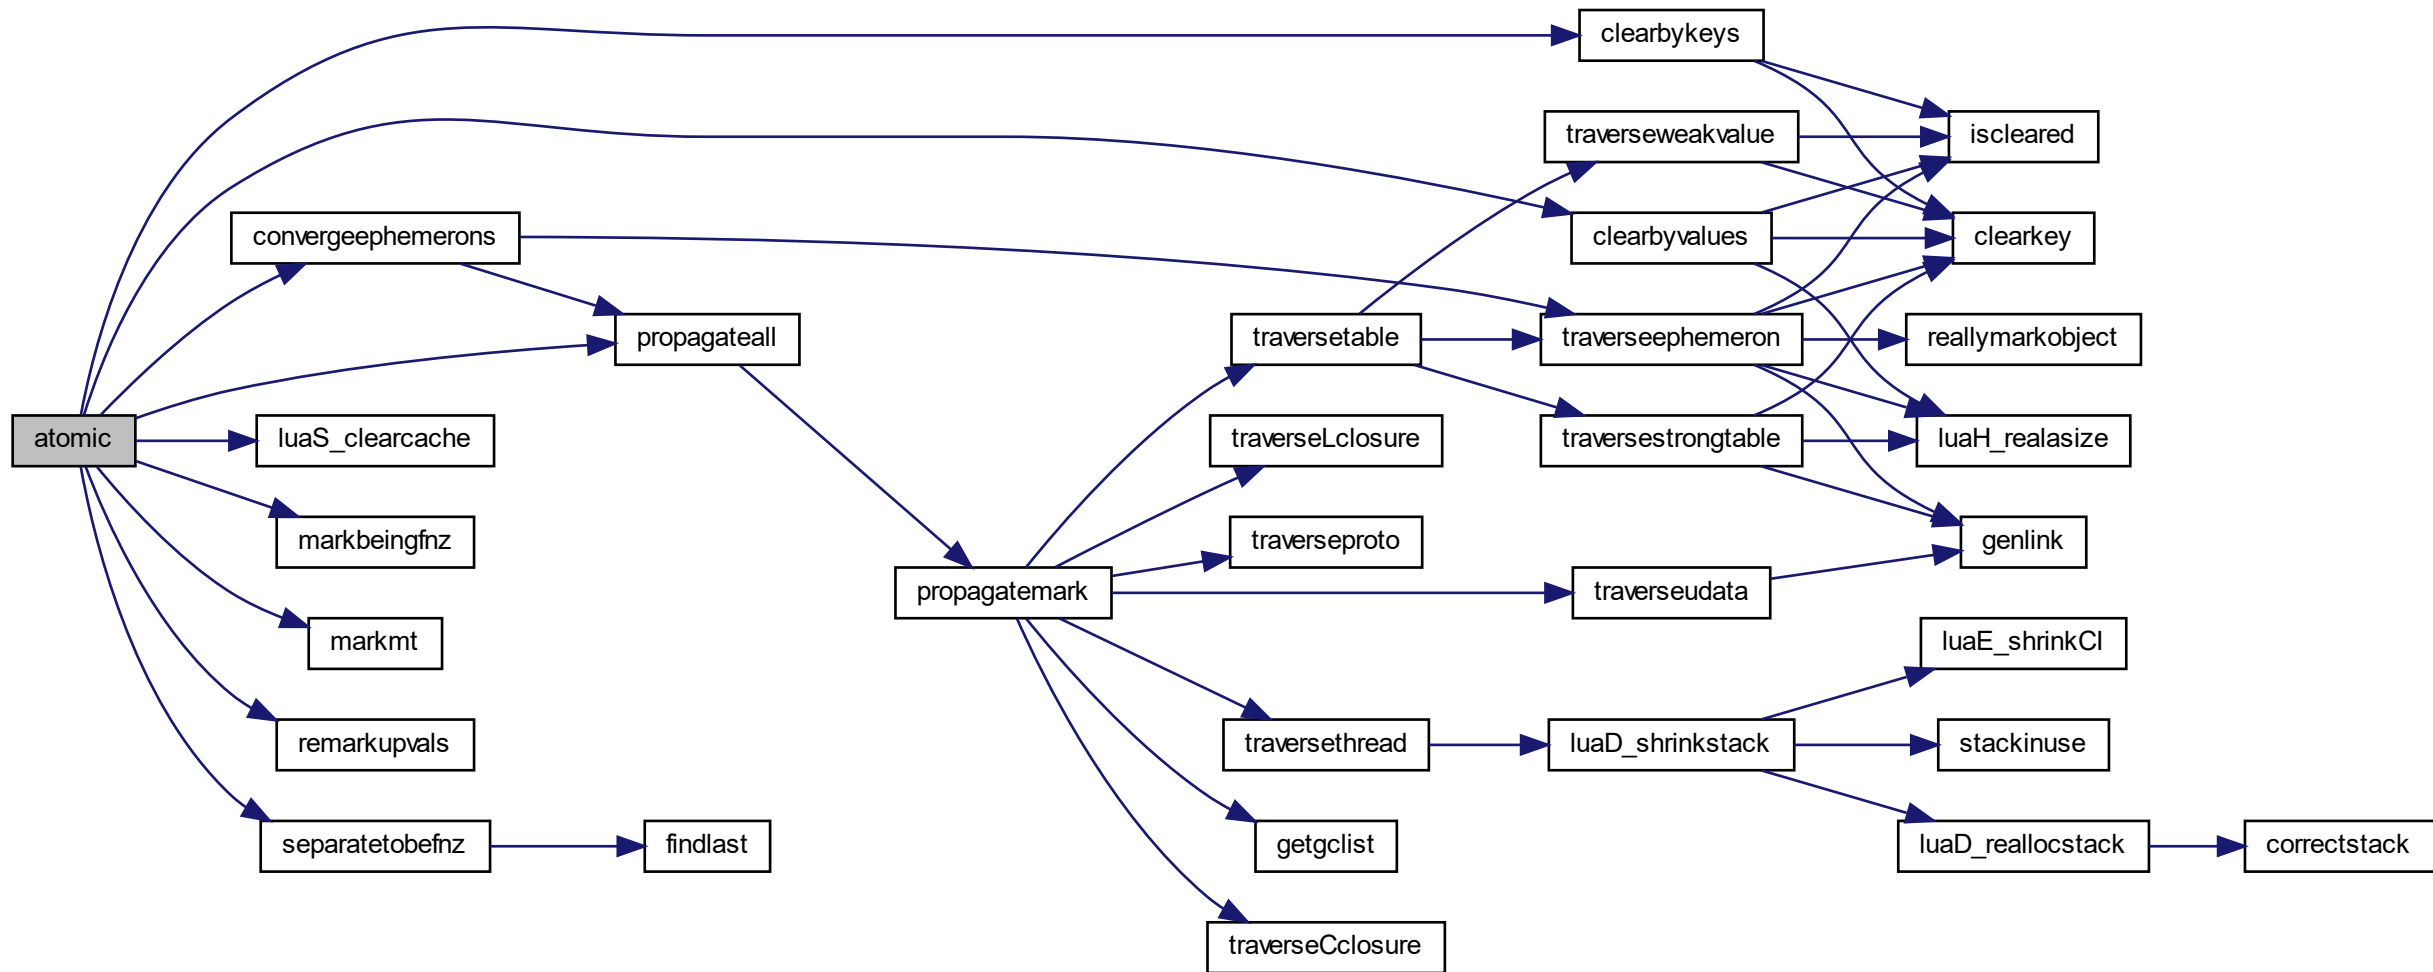 clearbykeys
traverseweakvalue
iscleared
convergeephemerons
clearbyvalues
clearkey
propagateall
traversetable
traverseephemeron
reallymarkobject
atomic
luaS_clearcache
traverseLclosure
traversestrongtable
luaH_realasize
markbeingfnz
traverseproto
genlink
propagatemark
traverseudata
markmt
luaE_shrinkCI
remarkupvals
traversethread
luaD_shrinkstack
stackinuse
separatetobefnz
findlast
getgclist
luaD_reallocstack
correctstack
traverseCclosure